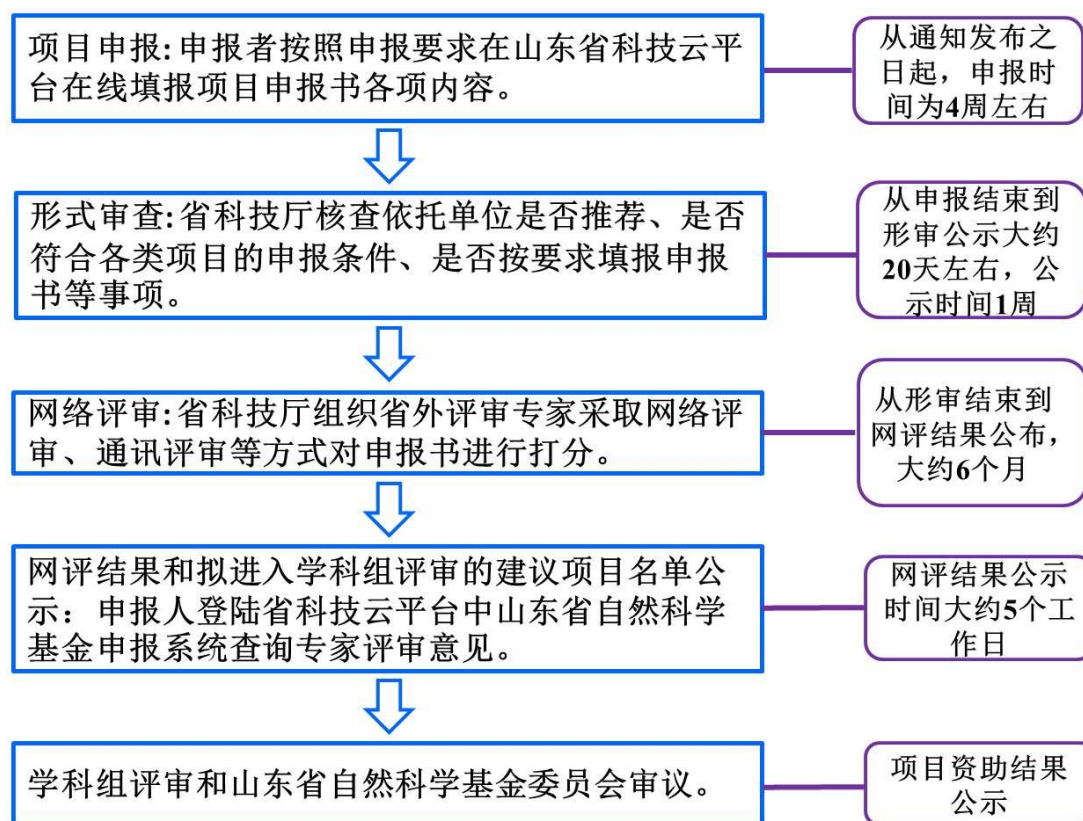 项目申报:申报者按照申报要求在山东省科技云平
台在线填报项目申报书各项内容。
从通知发布之
日起，申报时
间为4周左右
形式审查:省科技厅核查依托单位是否推荐、是否
符合各类项目的申报条件、是否按要求填报申报
书等事项。
从申报结束到
形审公示大约
20天左右，公
示时间1周
网络评审:省科技厅组织省外评审专家采取网络评
审、通讯评审等方式对申报书进行打分。
从形审结束到
网评结果公布，
大约6个月
网评结果和拟进入学科组评审的建议项目名单公
示：申报人登陆省科技云平台中山东省自然科学
基金申报系统查询专家评审意见。
网评结果公示
时间大约5个工
作日
学科组评审和山东省自然科学基金委员会审议。
项目资助结果
公示